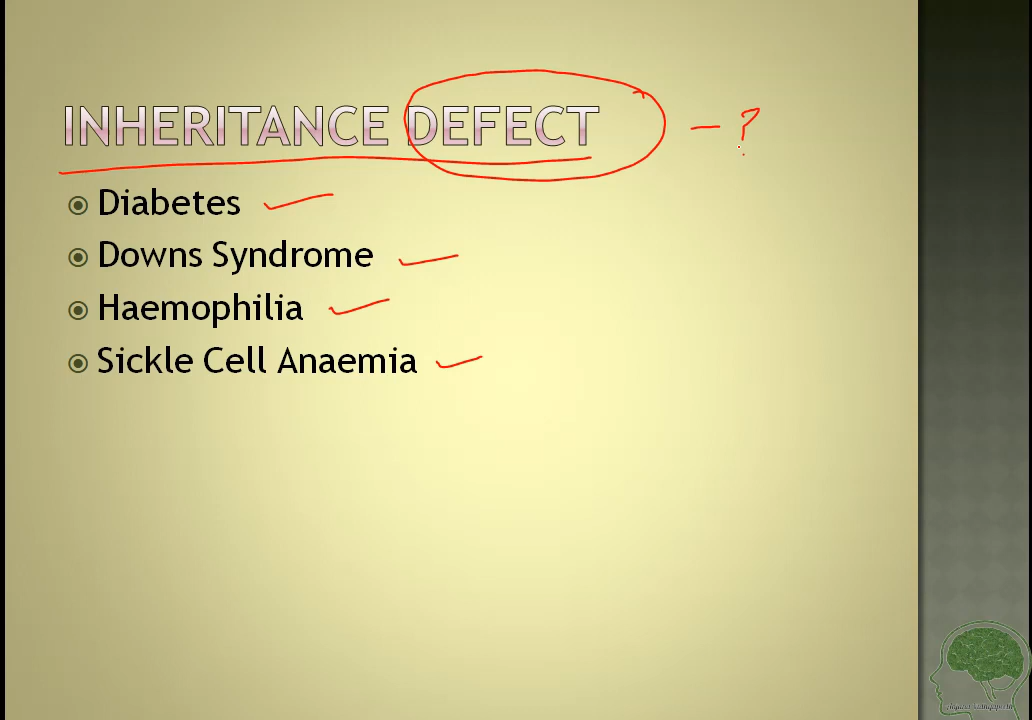 INHERITANCE DEFECT - ?
Diabetes
Downs Syndrome
Haemophilia
Sickle Cell Anaemia